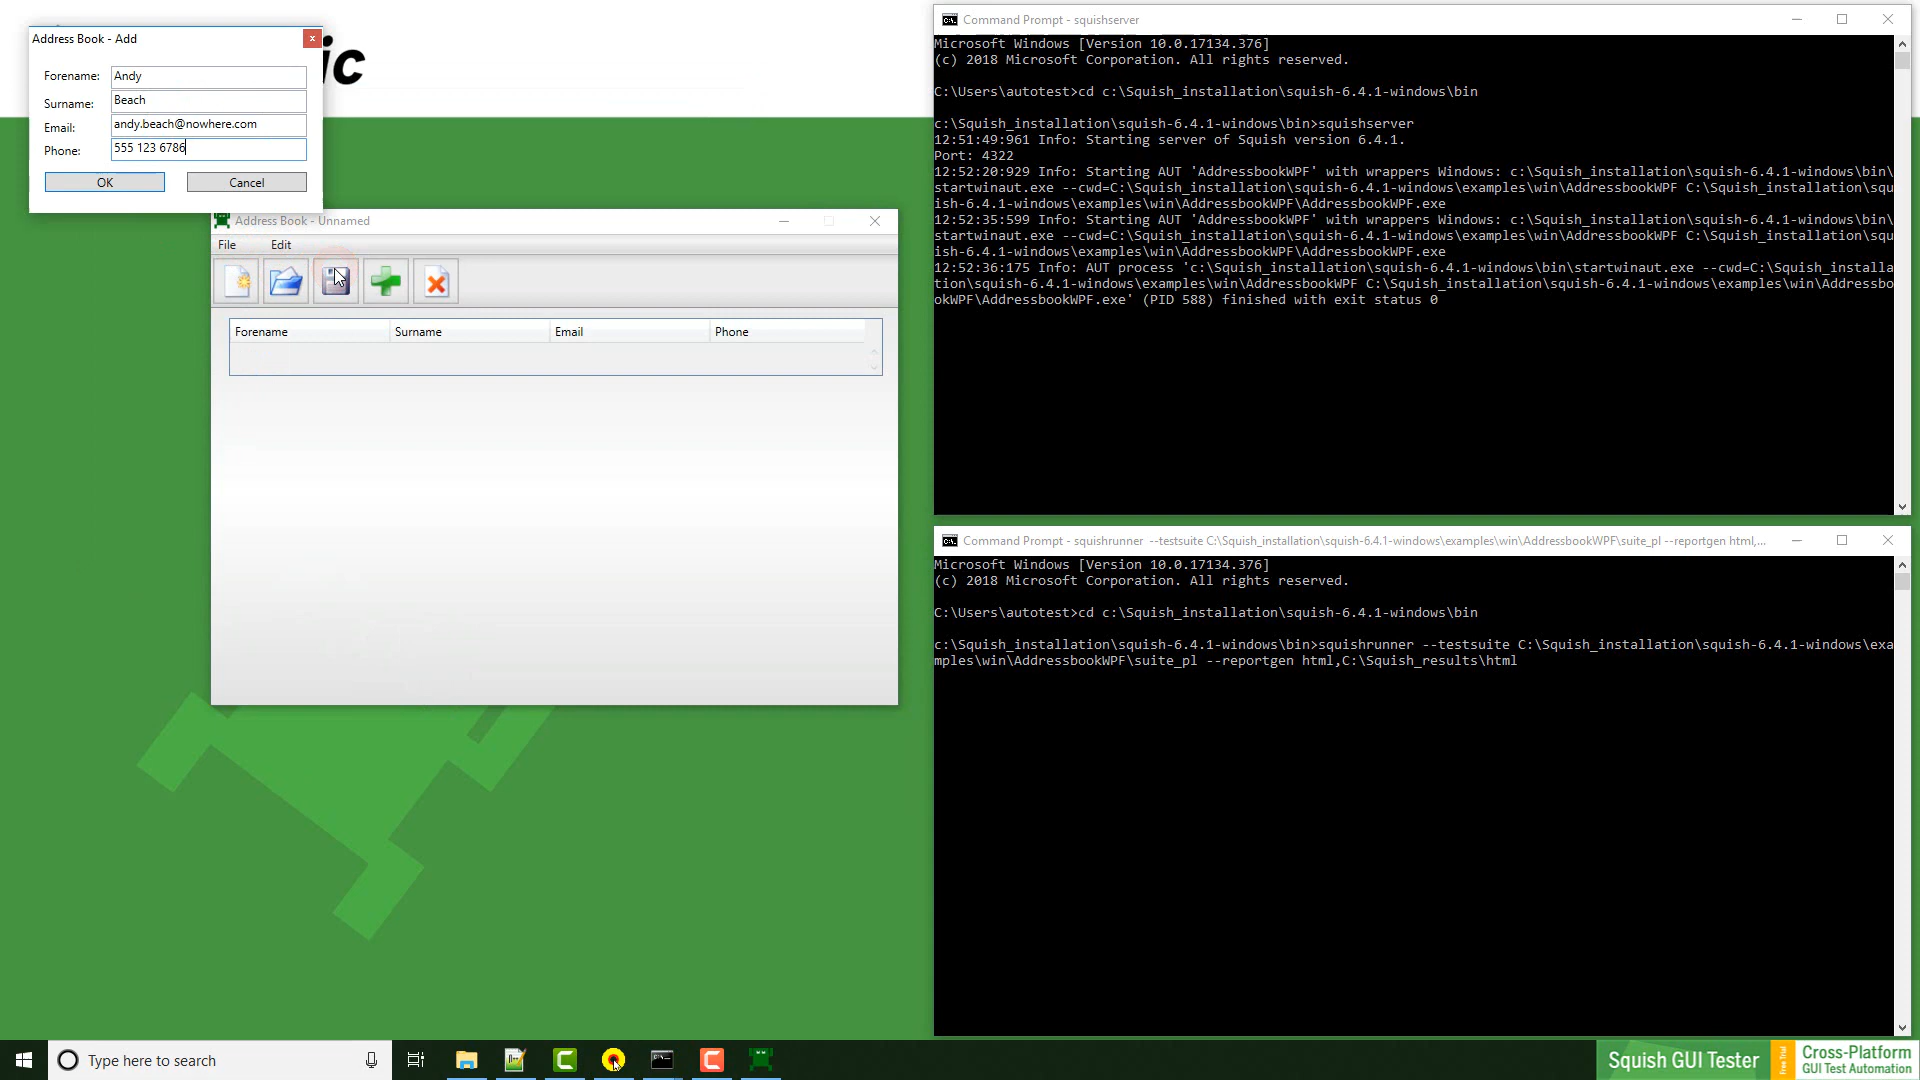 Address Book - Add
ic
Forename: Andy
Surname: Beach
Email: andy.beach@nowhere.com
Phone: 555 123 6786
OK Cancel
Address Book - Unnamed
File Edit
Forename Surname Email Phone
Command Prompt - squishserver
Microsoft Windows [Version 10.0.17134.376]
(c) 2018 Microsoft Corporation. All rights reserved.
C:\Users\autotest>cd c:\Squish_installation\squish-6.4.1-windows\bin
c:\Squish_installation\squish-6.4.1-windows\bin>squishserver
12:51:49:961 Info: Starting server of Squish version 6.4.1.
Port: 4322
12:52:20:929 Info: Starting AUT 'AddressbookWPF' with wrappers Windows: c:\Squish_installation\squish-6.4.1-windows\bin\
startwinaut.exe --cwd=C:\Squish_installation\squish-6.4.1-windows\examples\win\AddressbookWPF C:\Squish_installation\squ
ish-6.4.1-windows\examples\win\AddressbookWPF\AddressbookWPF.exe
12:52:35:599 Info: Starting AUT 'AddressbookWPF' with wrappers Windows: c:\Squish_installation\squish-6.4.1-windows\bin\
startwinaut.exe --cwd=C:\Squish_installation\squish-6.4.1-windows\examples\win\AddressbookWPF C:\Squish_installation\squ
ish-6.4.1-windows\examples\win\AddressbookWPF\AddressbookWPF.exe
12:52:36:175 Info: AUT process 'c:\Squish_installation\squish-6.4.1-windows\bin\startwinaut.exe --cwd=C:\Squish_installa
tion\squish-6.4.1-windows\examples\win\AddressbookWPF C:\Squish_installation\squish-6.4.1-windows\examples\win\Addressbo
okWPF\AddressbookWPF.exe' (PID 588) finished with exit status 0
Command Prompt - squishrunner --testsuite C:\Squish_installation\squish-6.4.1-windows\examples\win\AddressbookWPF\suite_pl --reportgen html,...
Microsoft Windows [Version 10.0.17134.376]
(c) 2018 Microsoft Corporation. All rights reserved.
C:\Users\autotest>cd c:\Squish_installation\squish-6.4.1-windows\bin
c:\Squish_installation\squish-6.4.1-windows\bin>squishrunner --testsuite C:\Squish_installation\squish-6.4.1-windows\exa
mples\win\AddressbookWPF\suite_pl --reportgen html,C:\Squish_results\html
Type here to search
Squish GUI Tester
Free Trial
Cross-Platform
GUI Test Automation